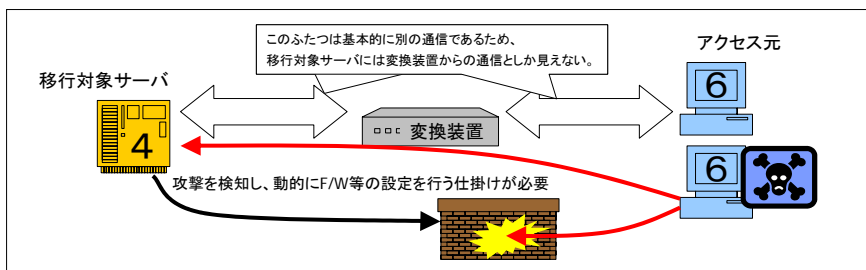 このふたつは基本的に別の通信であるため、
移行対象サーバには変換装置からの通信としか見えない。
アクセス元
移行対象サーバ
6
変換装置
4
6
攻撃を検知し、動的にF/W等の設定を行う仕掛けが必要